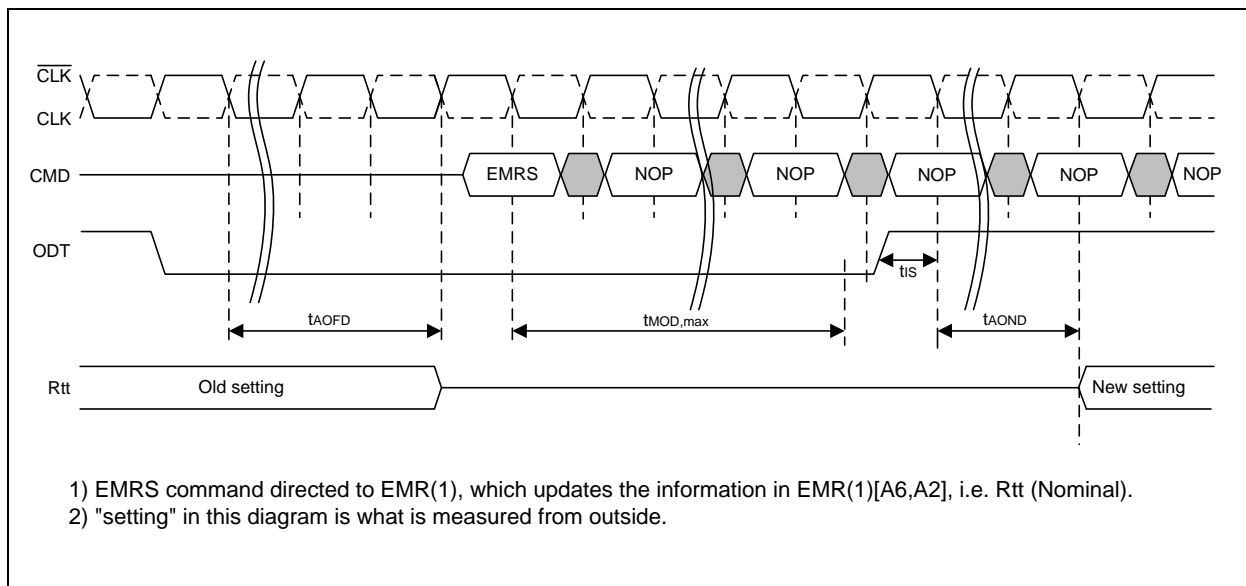 CLK
CLK
CMD
EMRS
NOP
NOP
NOP
NOP
NOP
ODT
tIS
tAOFD
tMOD,max
tAOND
Rtt
Old setting
New setting
1) EMRS command directed to EMR(1), which updates the information in EMR(1)[A6,A2], i.e. Rtt (Nominal).
2) "setting" in this diagram is what is measured from outside.